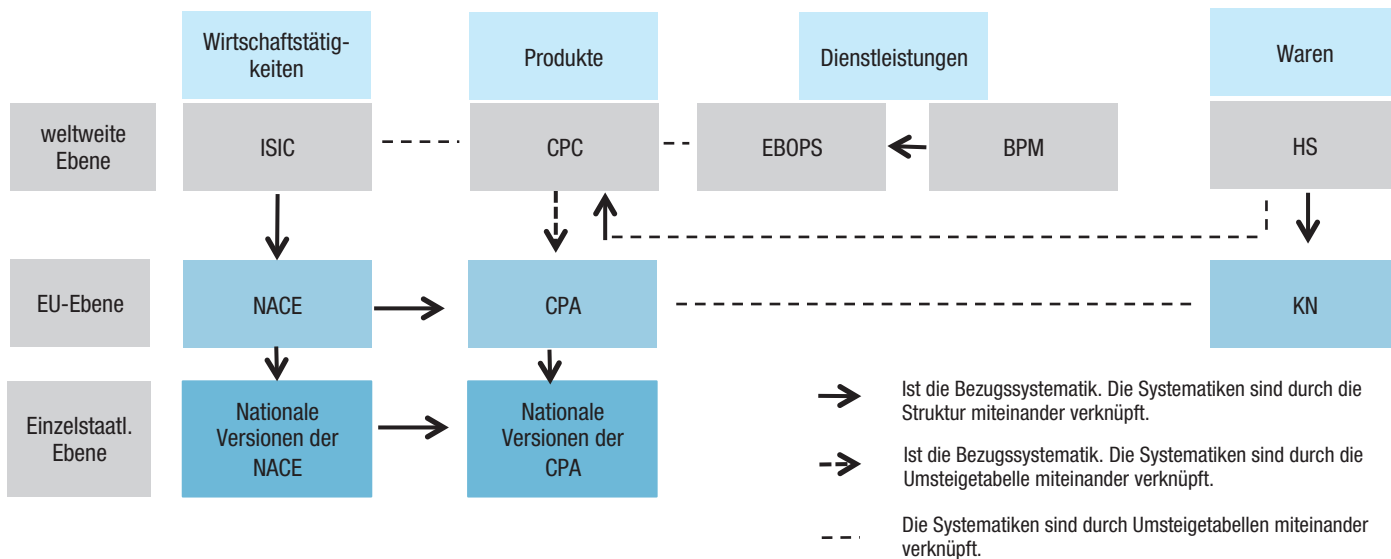 Wirtschaftstätig-
keiten
Produkte
Dienstleistungen
Waren
weltweite
Ebene
ISIC
CPC
EBOPS
BPM
HS
EU-Ebene
NACE
CPA
KN
Einzelstaatl.
Ebene
Nationale
Versionen der
NACE
Nationale
Versionen der
CPA
Ist die Bezugssystematik. Die Systematiken sind durch die
Struktur miteinander verknüpft.
Ist die Bezugssystematik. Die Systematiken sind durch die
Umsteigetabelle miteinander verknüpft.
Die Systematiken sind durch Umsteigetabellen miteinander
verknüpft.